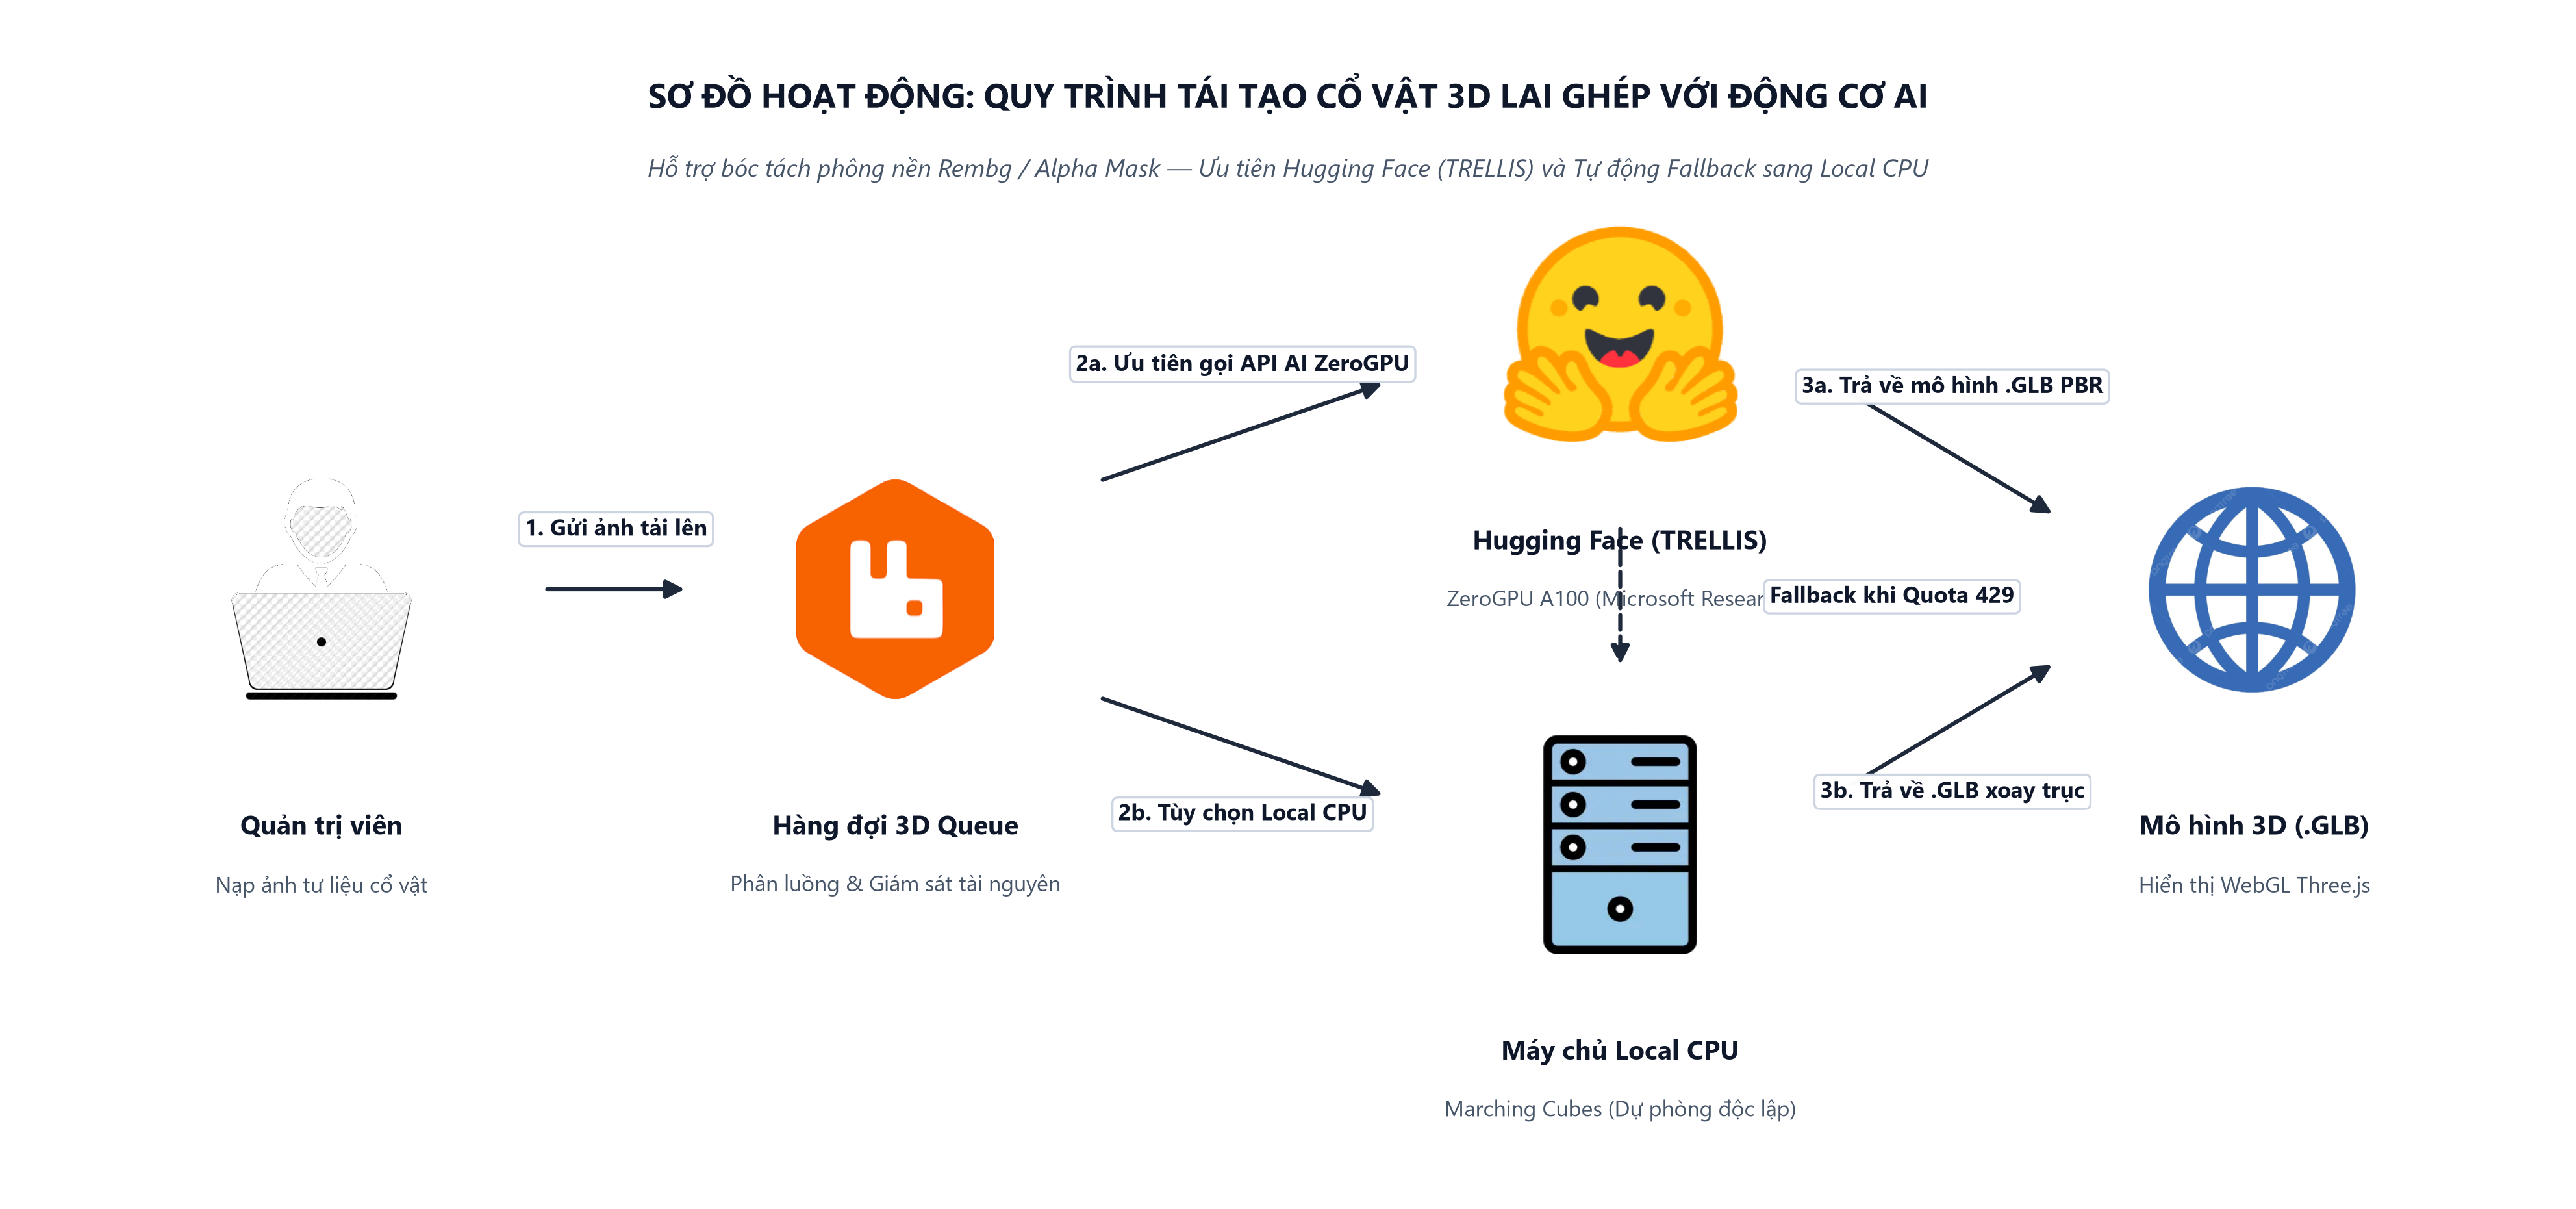 SƠ ĐỒ HOẠT ĐỘNG: QUY TRÌNH TÁI TẠO CỔ VẬT 3D LAI GHÉP VỚI ĐỘNG CƠ AI
Hỗ trợ bóc tách phông nền Rembg / Alpha Mask — Ưu tiên Hugging Face (TRELLIS) và Tự động Fallback sang Local CPU
2a. Ưu tiên gọi API AI ZeroGPU
3a. Trả về mô hình .GLB PBR
1. Gửi ảnh tải lên
Hugging Face (TRELLIS)
ZeroGPU A100 (Microsoft Resear
Fallback khi Quota 429
2b. Tùy chọn Local CPU
3b. Trả về .GLB xoay trục
Quản trị viên
Nạp ảnh tư liệu cổ vật
Hàng đợi 3D Queue
Phân luồng & Giám sát tài nguyên
Mô hình 3D (.GLB)
Hiển thị WebGL Three.js
Máy chủ Local CPU
Marching Cubes (Dự phòng độc lập)